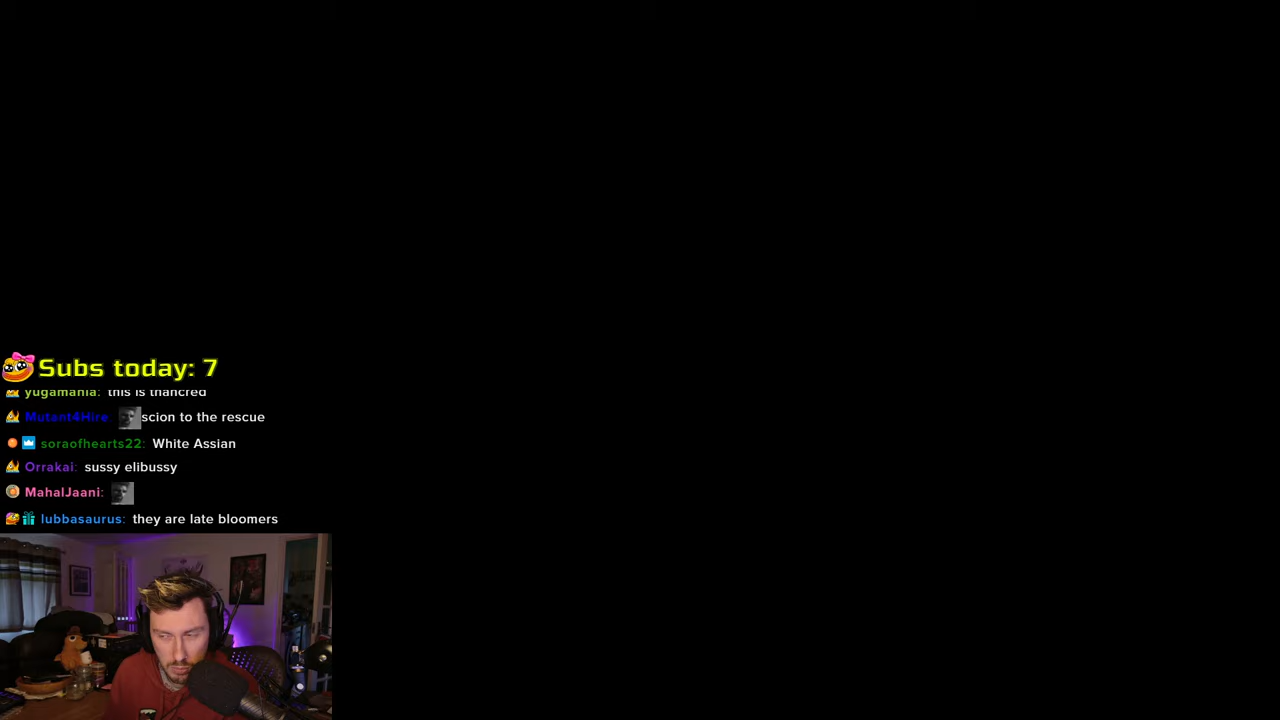 Subs today: 7
yugamania: this is thancred
Mutant4Hire: scion to the rescue
soraofhearts22: White Assian
Orrakai: sussy elibussy
MahalJaani:
lubbasaurus: they are late bloomers